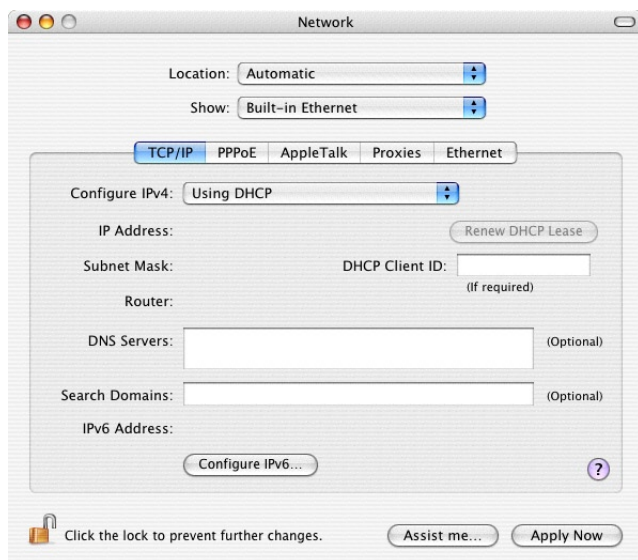 Network
Location: Automatic
Show: Built-in Ethernet
TCP/IP PPPoE AppleTalk Proxies Ethernet
Configure IPv4: Using DHCP
IP Address: Renew DHCP Lease
Subnet Mask: DHCP Client ID:
(If required)
Router:
DNS Servers: (Optional)
Search Domains: (Optional)
IPv6 Address:
Configure IPv6...
?
Click the lock to prevent further changes. Assist me... Apply Now